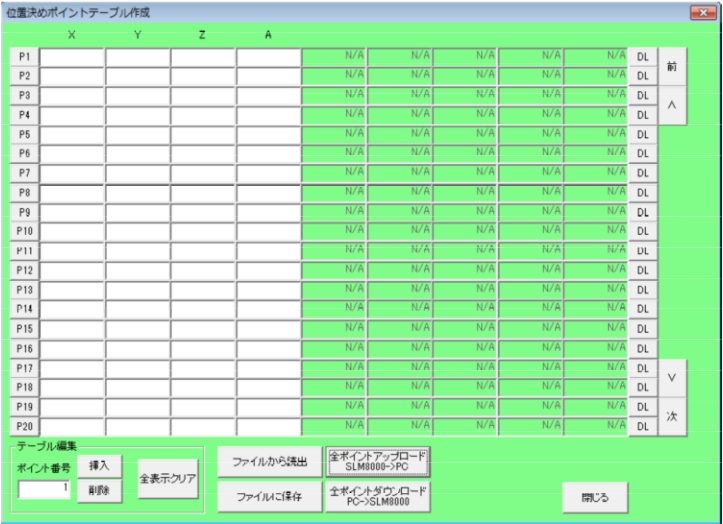 位置決めポイントテーブル作成
X Y Z A
P1 N/A N/A N/A N/A N/A DL 前
P2 N/A N/A N/A N/A N/A DL
P3 N/A N/A N/A N/A N/A DL ∧
P4 N/A N/A N/A N/A N/A DL
P5 N/A N/A N/A N/A N/A DL
P6 N/A N/A N/A N/A N/A DL
P7 N/A N/A N/A N/A N/A DL
P8 N/A N/A N/A N/A N/A DL
P9 N/A N/A N/A N/A N/A DL
P10 N/A N/A N/A N/A N/A DL
P11 N/A N/A N/A N/A N/A DL
P12 N/A N/A N/A N/A N/A DL
P13 N/A N/A N/A N/A N/A DL
P14 N/A N/A N/A N/A N/A DL
P15 N/A N/A N/A N/A N/A DL
P16 N/A N/A N/A N/A N/A DL
P17 N/A N/A N/A N/A N/A DL ∨
P18 N/A N/A N/A N/A N/A DL
P19 N/A N/A N/A N/A N/A DL 次
P20 N/A N/A N/A N/A N/A DL
テーブル編集
ポイント番号
1
挿入
削除
全表示クリア
ファイルから読出
ファイルに保存
全ポイントアップロード
SLM8000->PC
全ポイントダウンロード
PC->SLM8000
閉じる